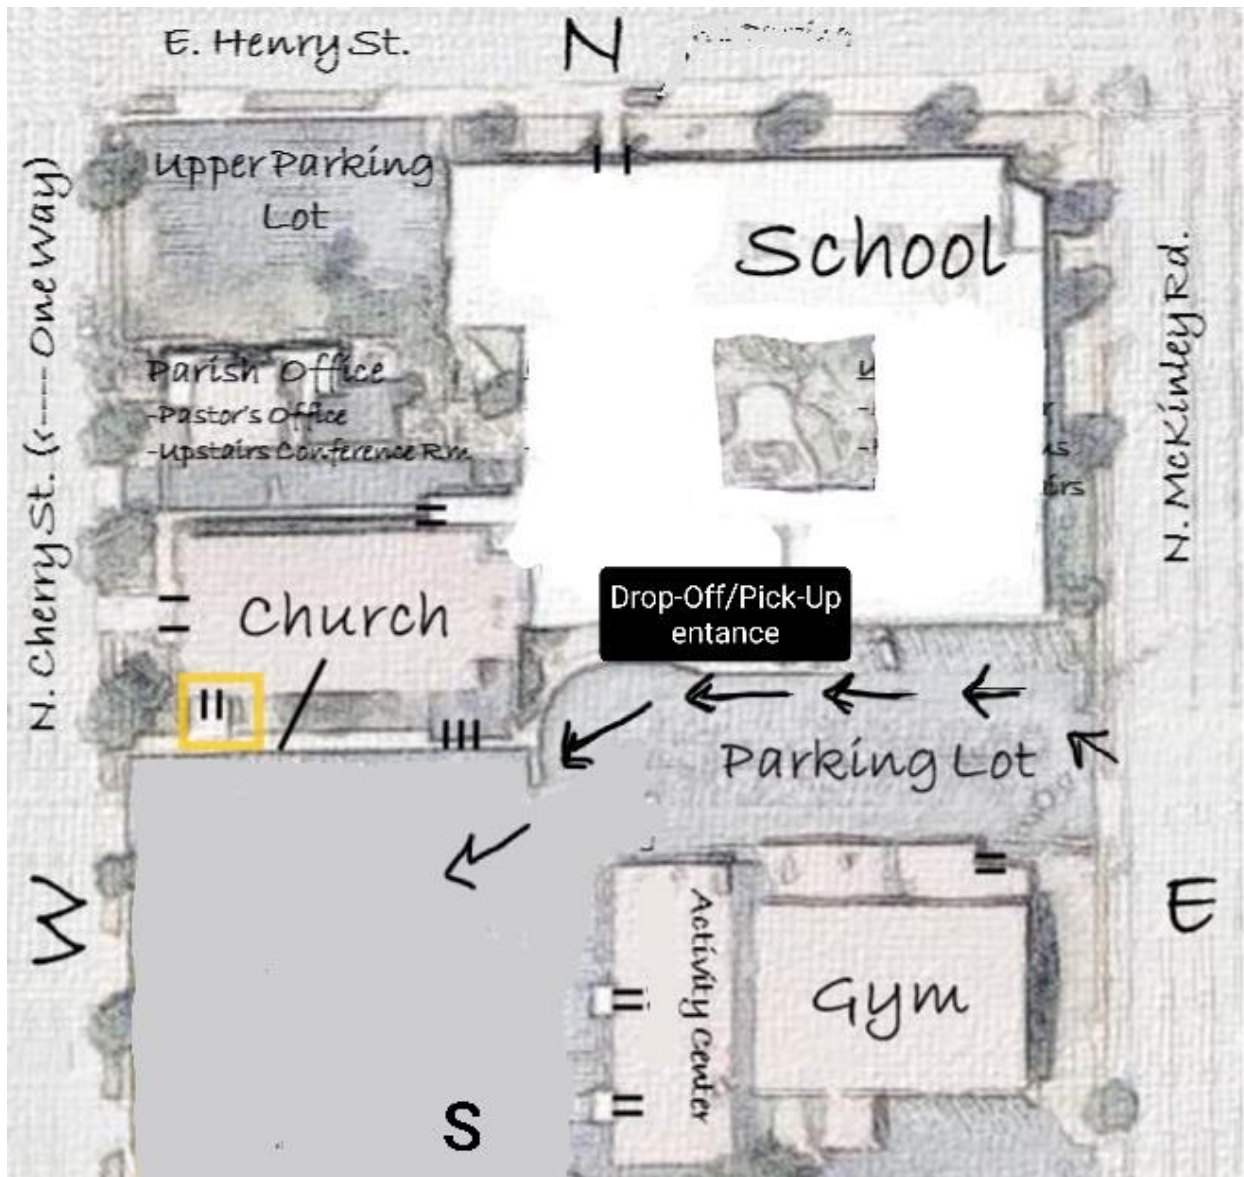 E. Henry St.
N
Upper Parking
Lot
School
N. Cherry St. (<---- One Way)
N. McKinley Rd.
Parish Office
-Pastor's Office
-Upstairs Conference Rm
Church
Drop-Off/Pick-Up
entance
Parking Lot
W
E
Activity Center
Gym
S